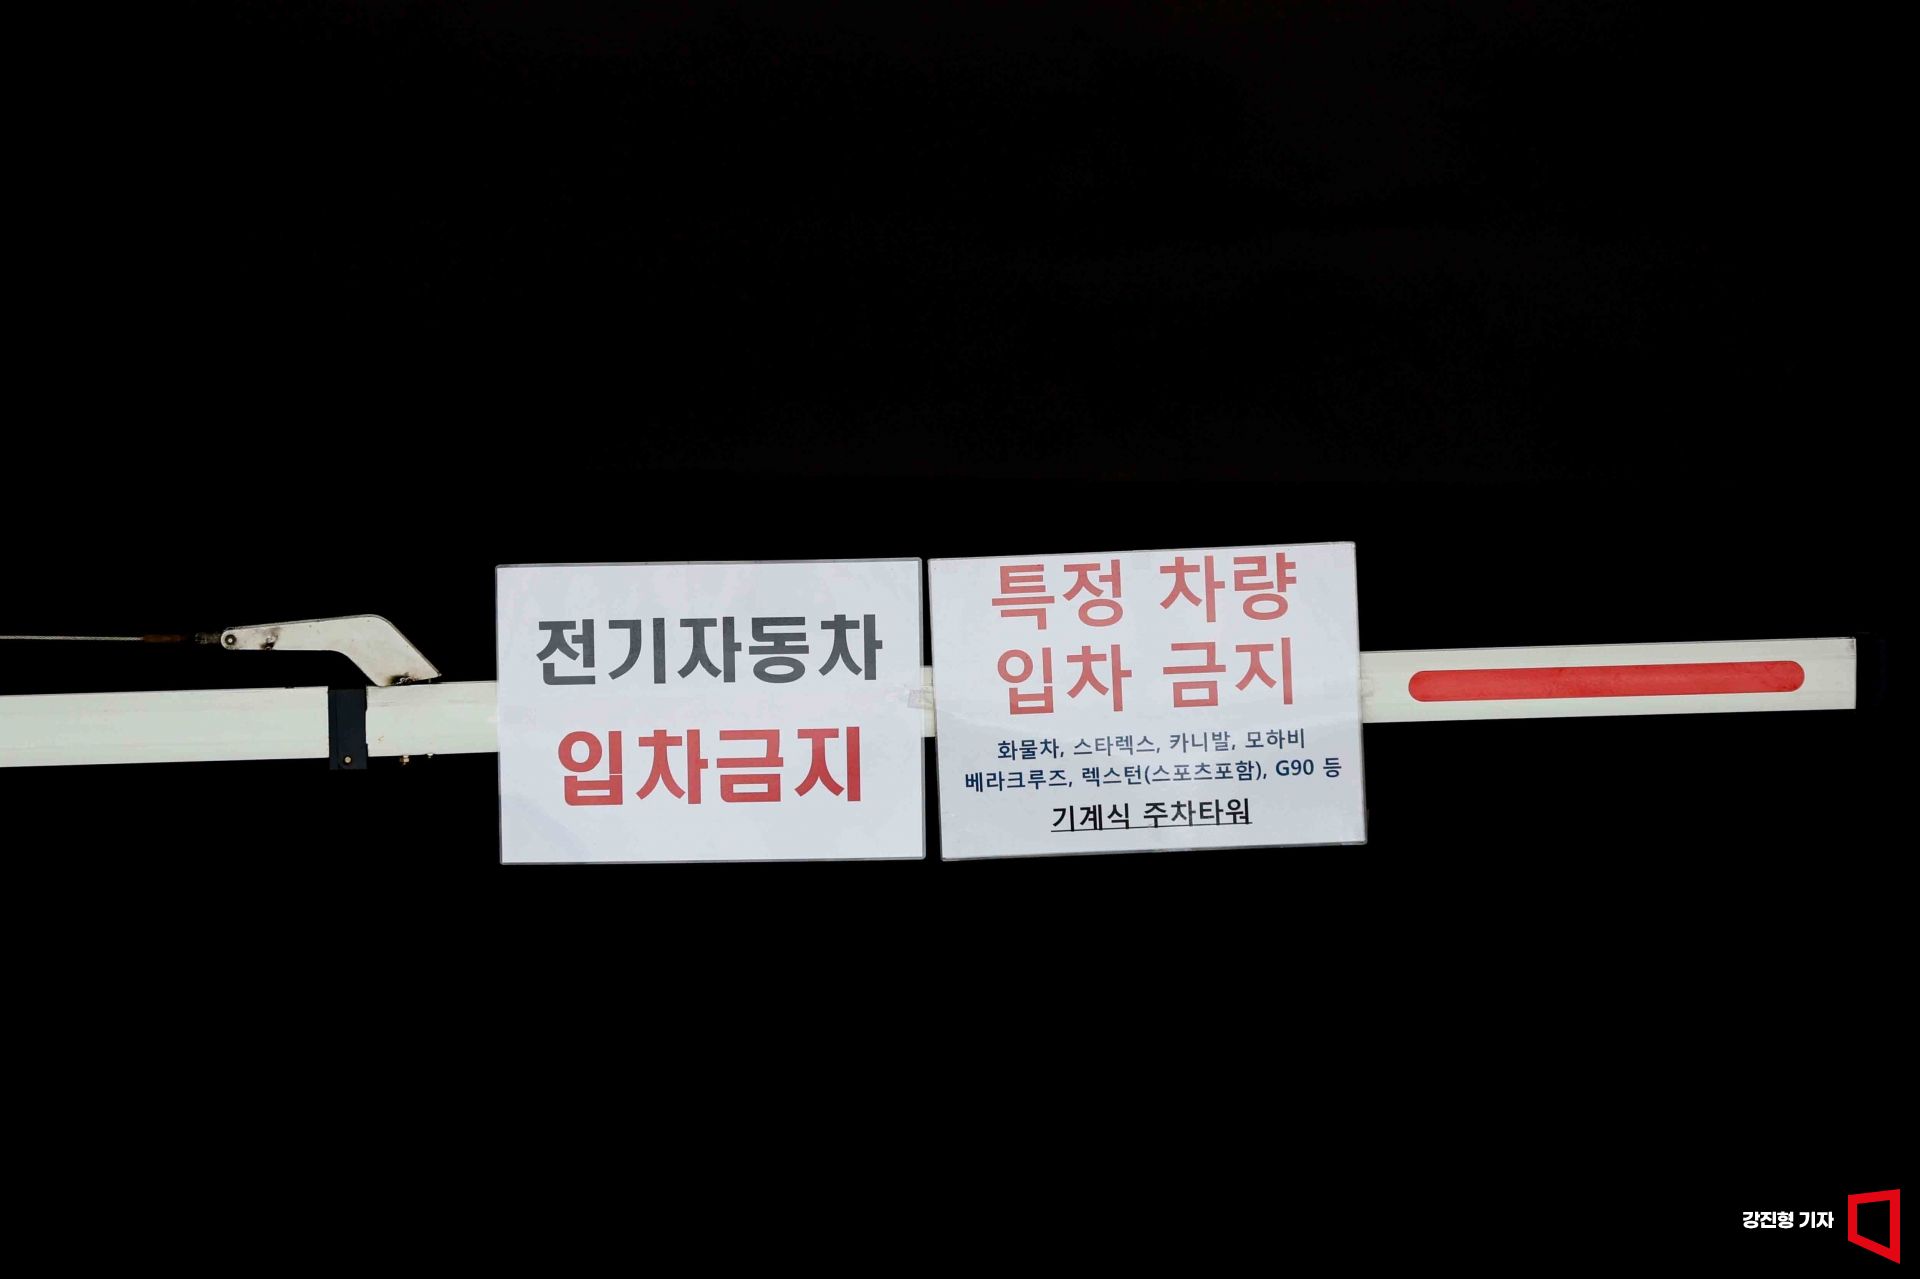 전기자동차
입차금지
특정 차량
입차 금지
화물차, 스타렉스, 카니발, 모하비
베라크루즈, 렉스턴(스포츠포함), G90 등
기계식 주차타워
강진형 기자